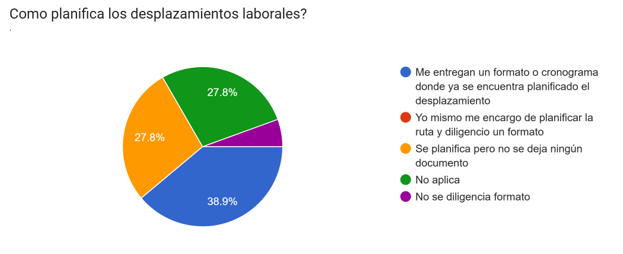 Como planifica los desplazamientos laborales?
.
27.8%
27.8%
38.9%
Me entregan un formato o cronograma
donde ya se encuentra planificado el
desplazamiento
Yo mismo me encargo de planificar la
ruta y diligencio un formato
Se planifica pero no se deja ningún
documento
No aplica
No se diligencia formato